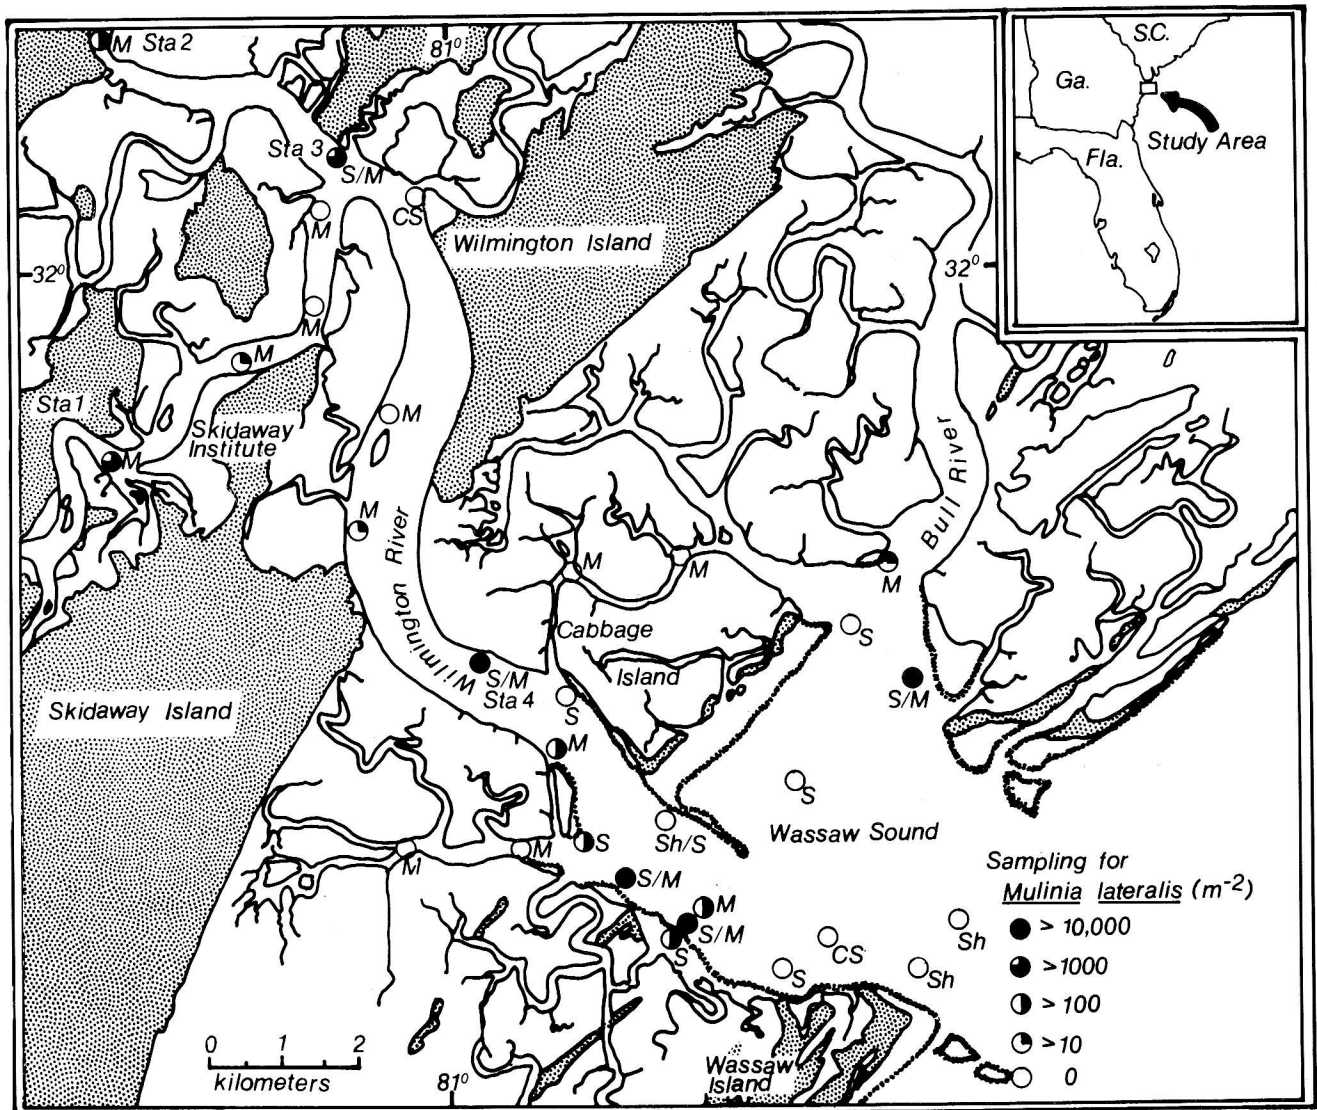 M Sta 2
81°
S.C.
Ga.
Study Area
Fla.
Sta 3
S/M
CS
M
Wilmington Island
32°
32°
M
M
Sta 1
M
Skidaway
Institute
M
M
Bull River
Wilmington River
M
M
M
Cabbage
Island
S
S/M
Sta 4
S/M
S
Skidaway Island
M
S
Wassaw Sound
Sh/S
S
M
M
S/M
M
S/M
S
CS
S
Sh
Sh
Sampling for
Mulinia lateralis (m-2)
> 10,000
>1000
> 100
>10
0
0 1 2
kilometers
81°
Wassaw
Island